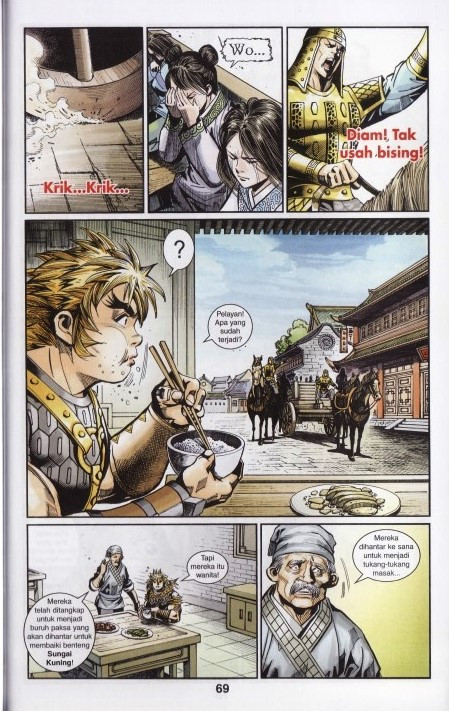 Krik...Krik...
Wo...
Diam! Tak
usah bising!
?
Pelayan!
Apa yang
sudah
terjadi?
Mereka
telah ditangkap
untuk menjadi
buruh paksa yang
akan dihantar untuk
membaiki benteng
Sungai
Kuning!
Tapi
mereka itu
wanita!
Mereka
dihantar ke sana
untuk menjadi
tukang-tukang
masak...
69